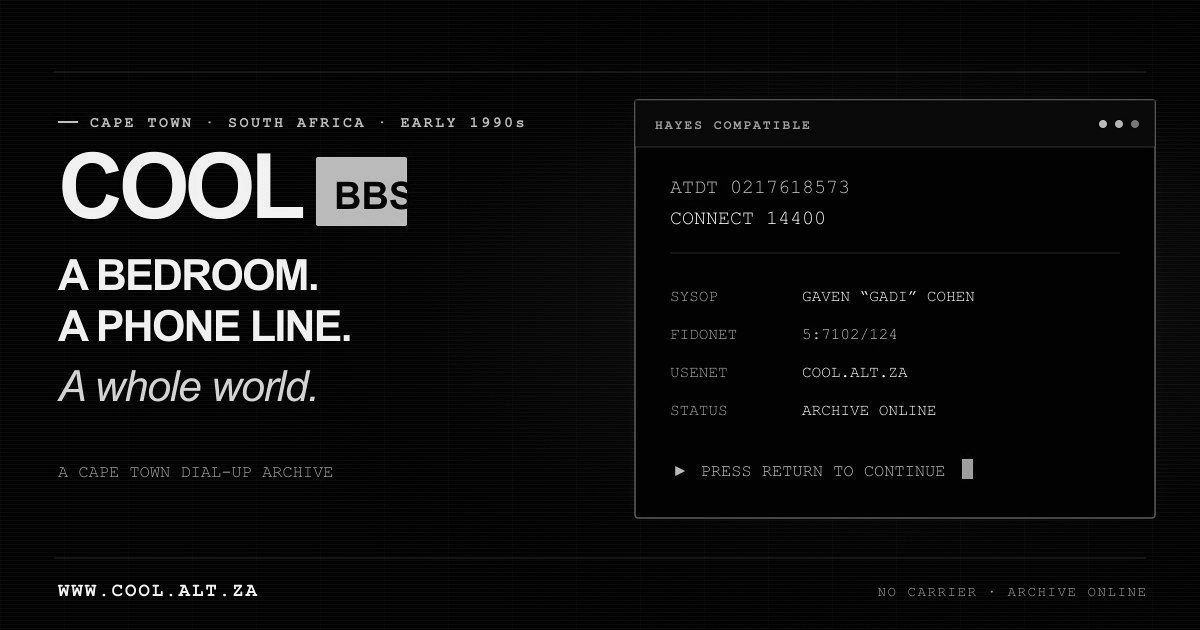 — CAPE TOWN · SOUTH AFRICA · EARLY 1990s
COOL BBS
A BEDROOM.
A PHONE LINE.
A whole world.
A CAPE TOWN DIAL-UP ARCHIVE
HAYES COMPATIBLE
ATDT 0217618573
CONNECT 14400
SYSOP GAVEN “GADI” COHEN
FIDONET 5:7102/124
USENET COOL.ALT.ZA
STATUS ARCHIVE ONLINE
► PRESS RETURN TO CONTINUE
WWW.COOL.ALT.ZA
NO CARRIER · ARCHIVE ONLINE